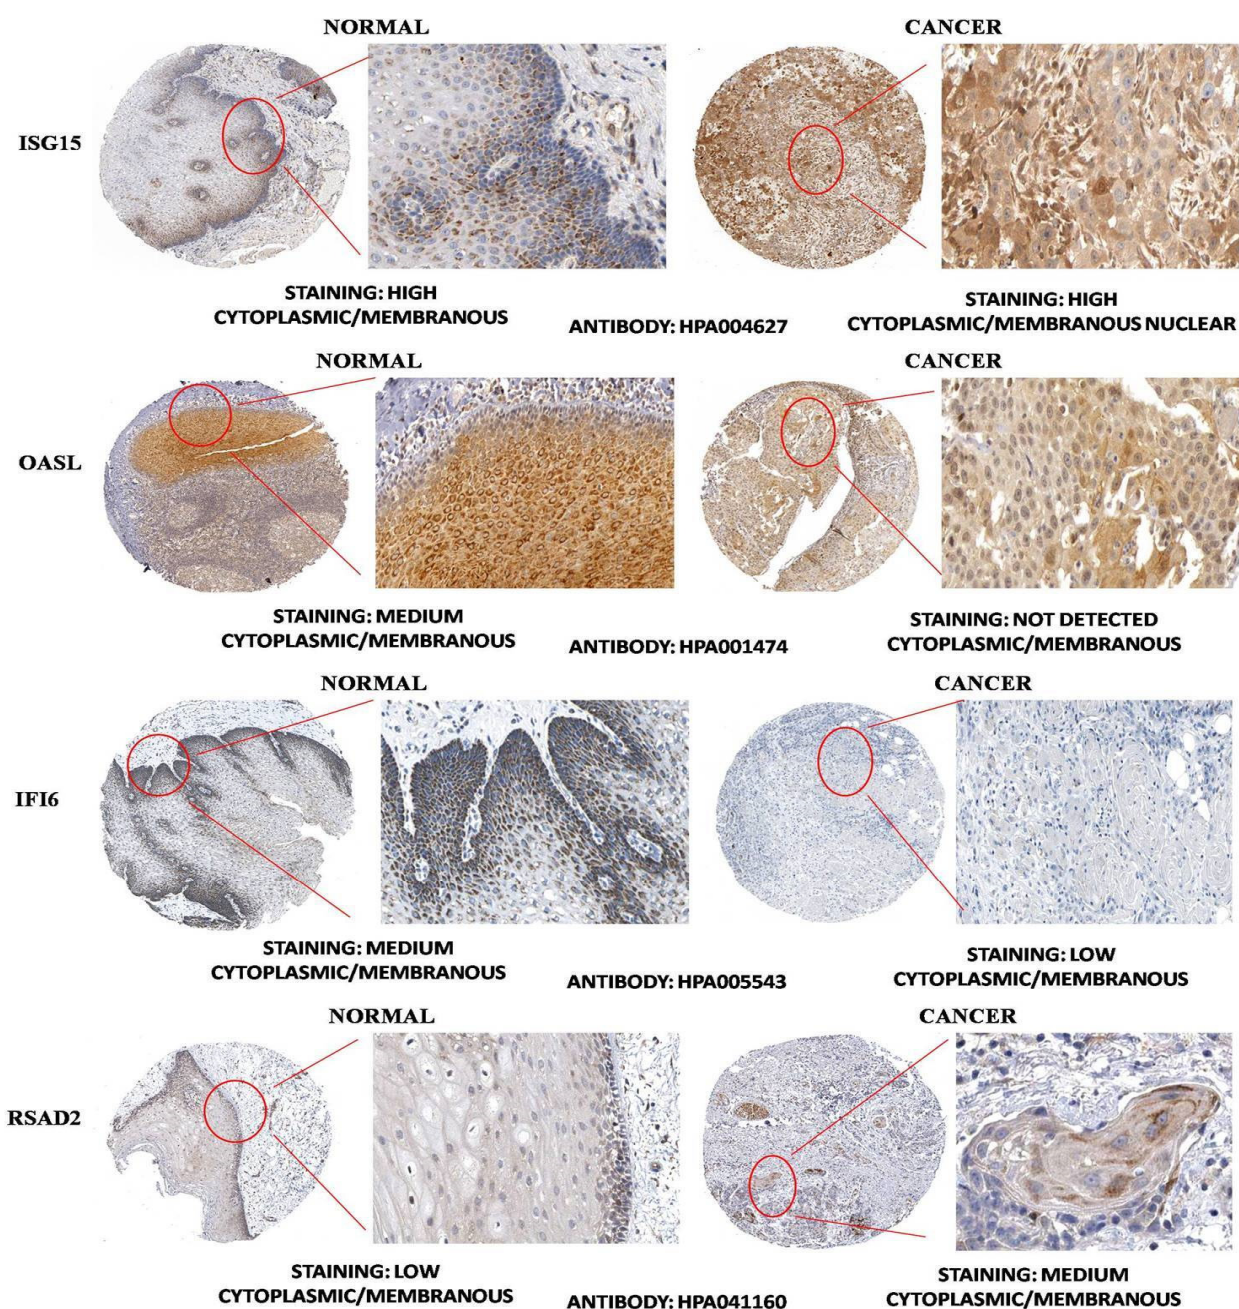 NORMAL
CANCER
ISG15
STAINING: HIGH
CYTOPLASMIC/MEMBRANOUS
ANTIBODY: HPA004627
STAINING: HIGH
CYTOPLASMIC/MEMBRANOUS NUCLEAR
NORMAL
CANCER
OASL
STAINING: MEDIUM
CYTOPLASMIC/MEMBRANOUS
ANTIBODY: HPA001474
STAINING: NOT DETECTED
CYTOPLASMIC/MEMBRANOUS
NORMAL
CANCER
IFI6
STAINING: MEDIUM
CYTOPLASMIC/MEMBRANOUS
ANTIBODY: HPA005543
STAINING: LOW
CYTOPLASMIC/MEMBRANOUS
NORMAL
CANCER
RSAD2
STAINING: LOW
CYTOPLASMIC/MEMBRANOUS
ANTIBODY: HPA041160
STAINING: MEDIUM
CYTOPLASMIC/MEMBRANOUS